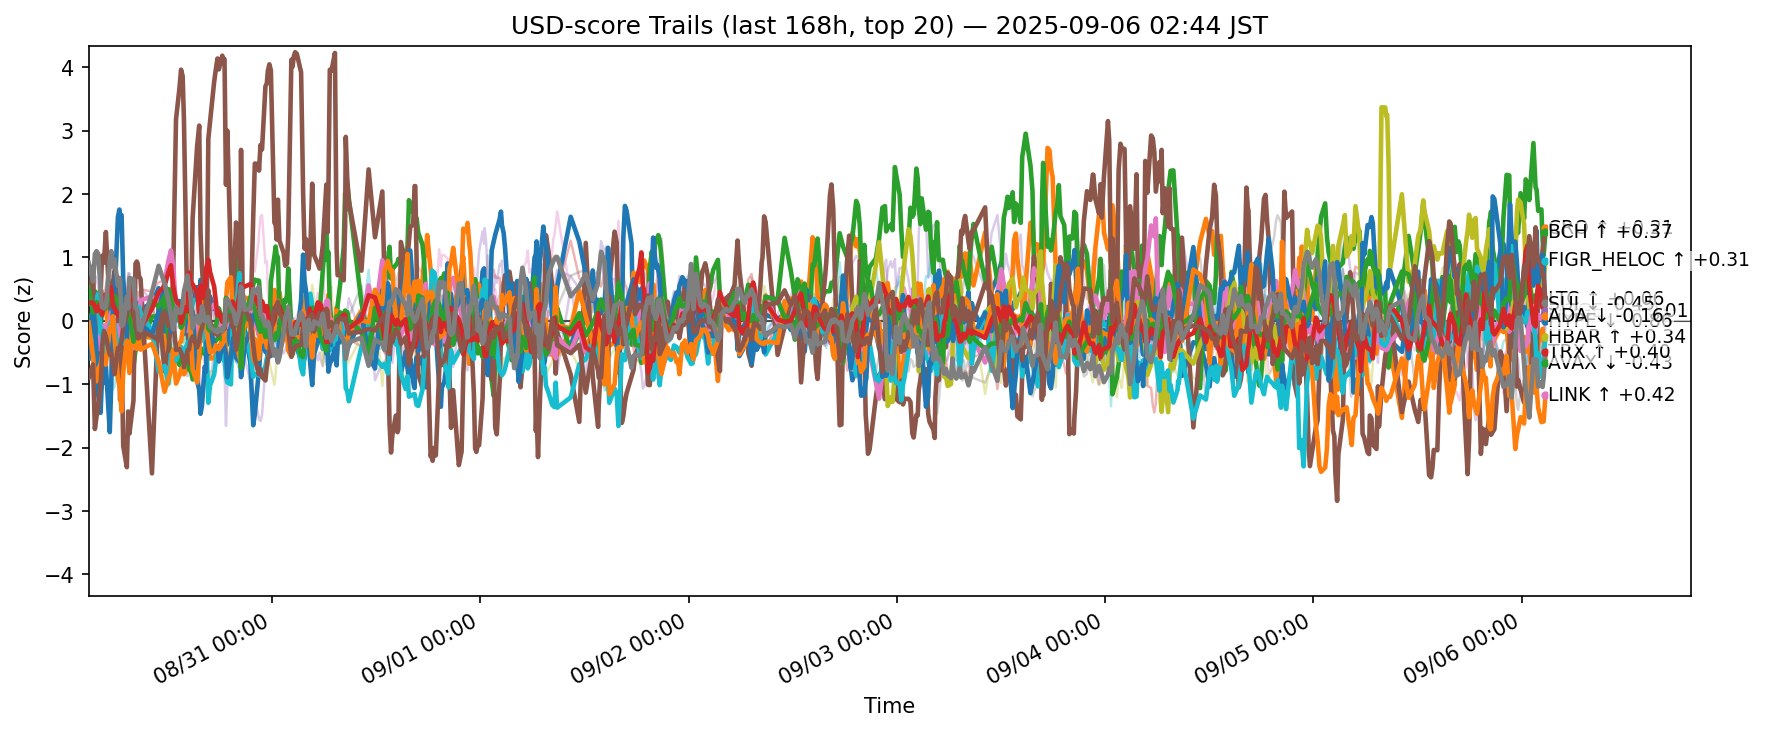 USD-score Trails (last 168h, top 20) — 2025-09-06 02:44 JST
Score (z)
4
3
2
1
0
−1
−2
−3
−4
BCH ↑ +0.37
FIGR_HELOC ↑ +0.31
ADA ↓ -0.16
HBAR ↑ +0.34
TRX ↑ +0.40
AVAX ↓ -0.43
LINK ↑ +0.42
08/31 00:00
09/01 00:00
09/02 00:00
09/03 00:00
09/04 00:00
09/05 00:00
09/06 00:00
Time